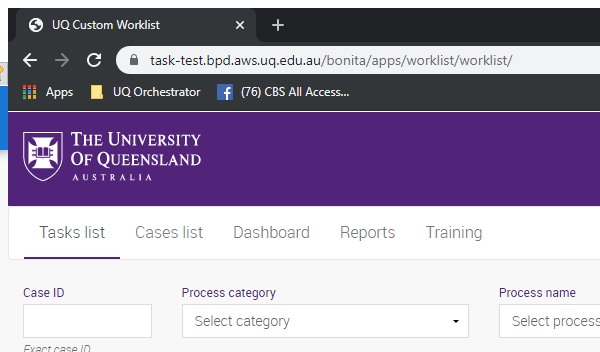 UQ Custom Worklist
task-test.bpd.aws.uq.edu.au/bonita/apps/worklist/worklist/
Apps UQ Orchestrator (76) CBS All Access...
THE UNIVERSITY
OF QUEENSLAND
AUSTRALIA
Tasks list Cases list Dashboard Reports Training
Case ID Process category Process name
Select category Select process
Exact case ID